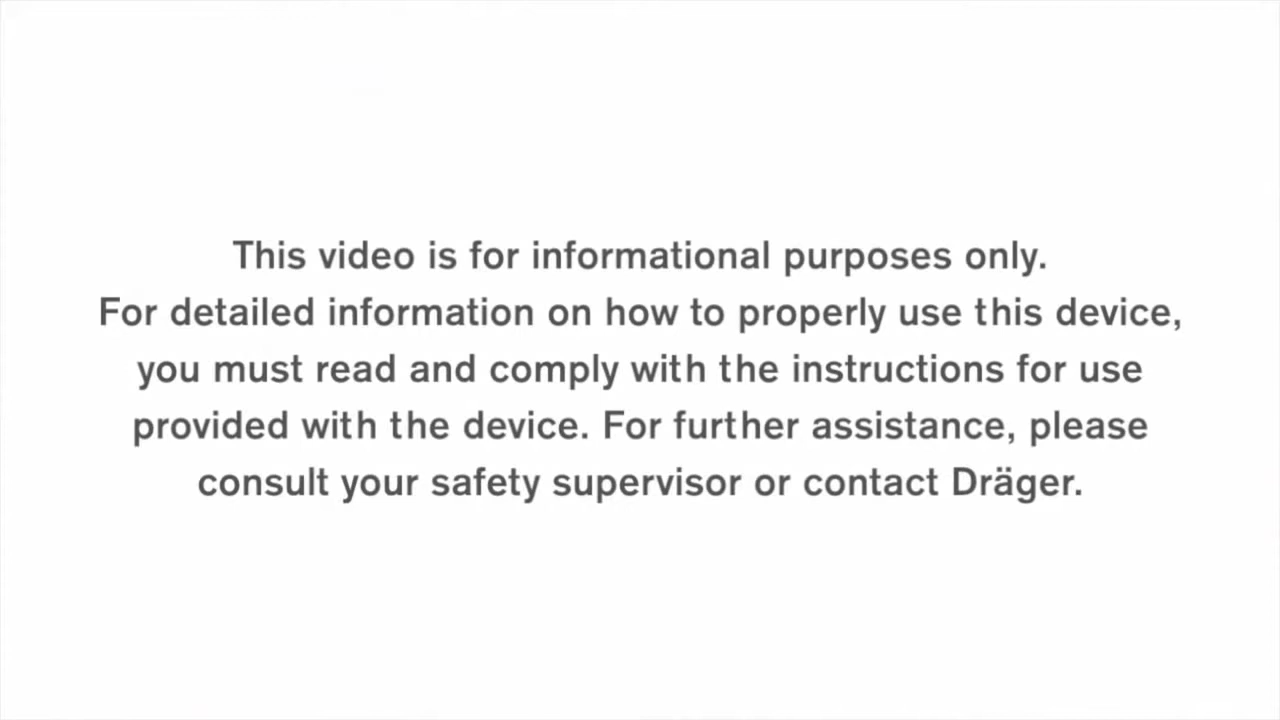 This video is for informational purposes only.
For detailed information on how to properly use this device,
you must read and comply with the instructions for use
provided with the device. For further assistance, please
consult your safety supervisor or contact Dräger.